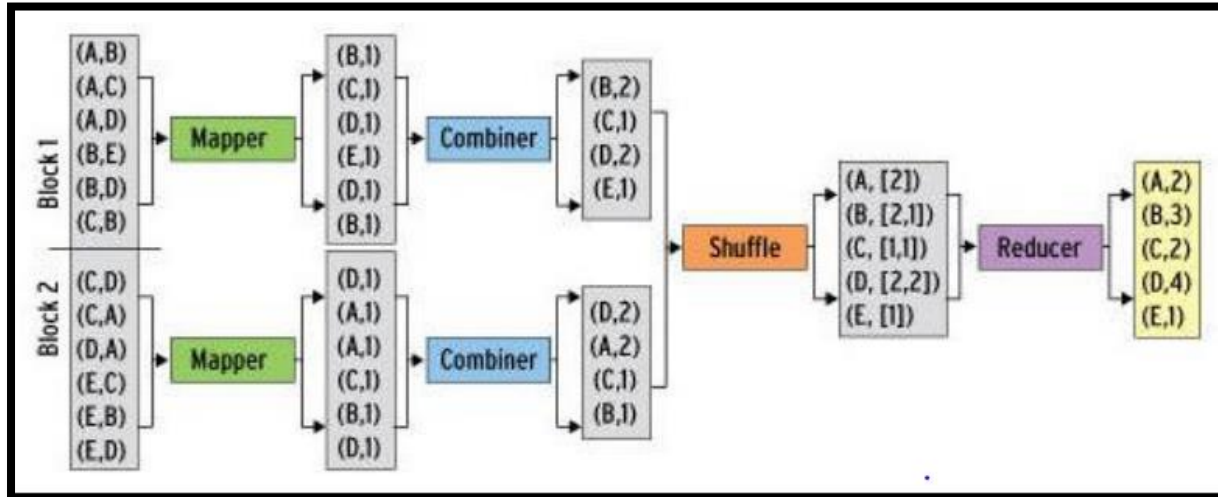 Block 1
(A,B)
(A,C)
(A,D)
(B,E)
(B,D)
(C,B)
Mapper
(B,1)
(C,1)
(D,1)
(E,1)
(D,1)
(B,1)
Combiner
(B,2)
(C,1)
(D,2)
(E,1)
Block 2
(C,D)
(C,A)
(D,A)
(E,C)
(E,B)
(E,D)
Mapper
(D,1)
(A,1)
(A,1)
(C,1)
(B,1)
(D,1)
Combiner
(D,2)
(A,2)
(C,1)
(B,1)
Shuffle
(A, [2])
(B, [2,1])
(C, [1,1])
(D, [2,2])
(E, [1])
Reducer
(A,2)
(B,3)
(C,2)
(D,4)
(E,1)